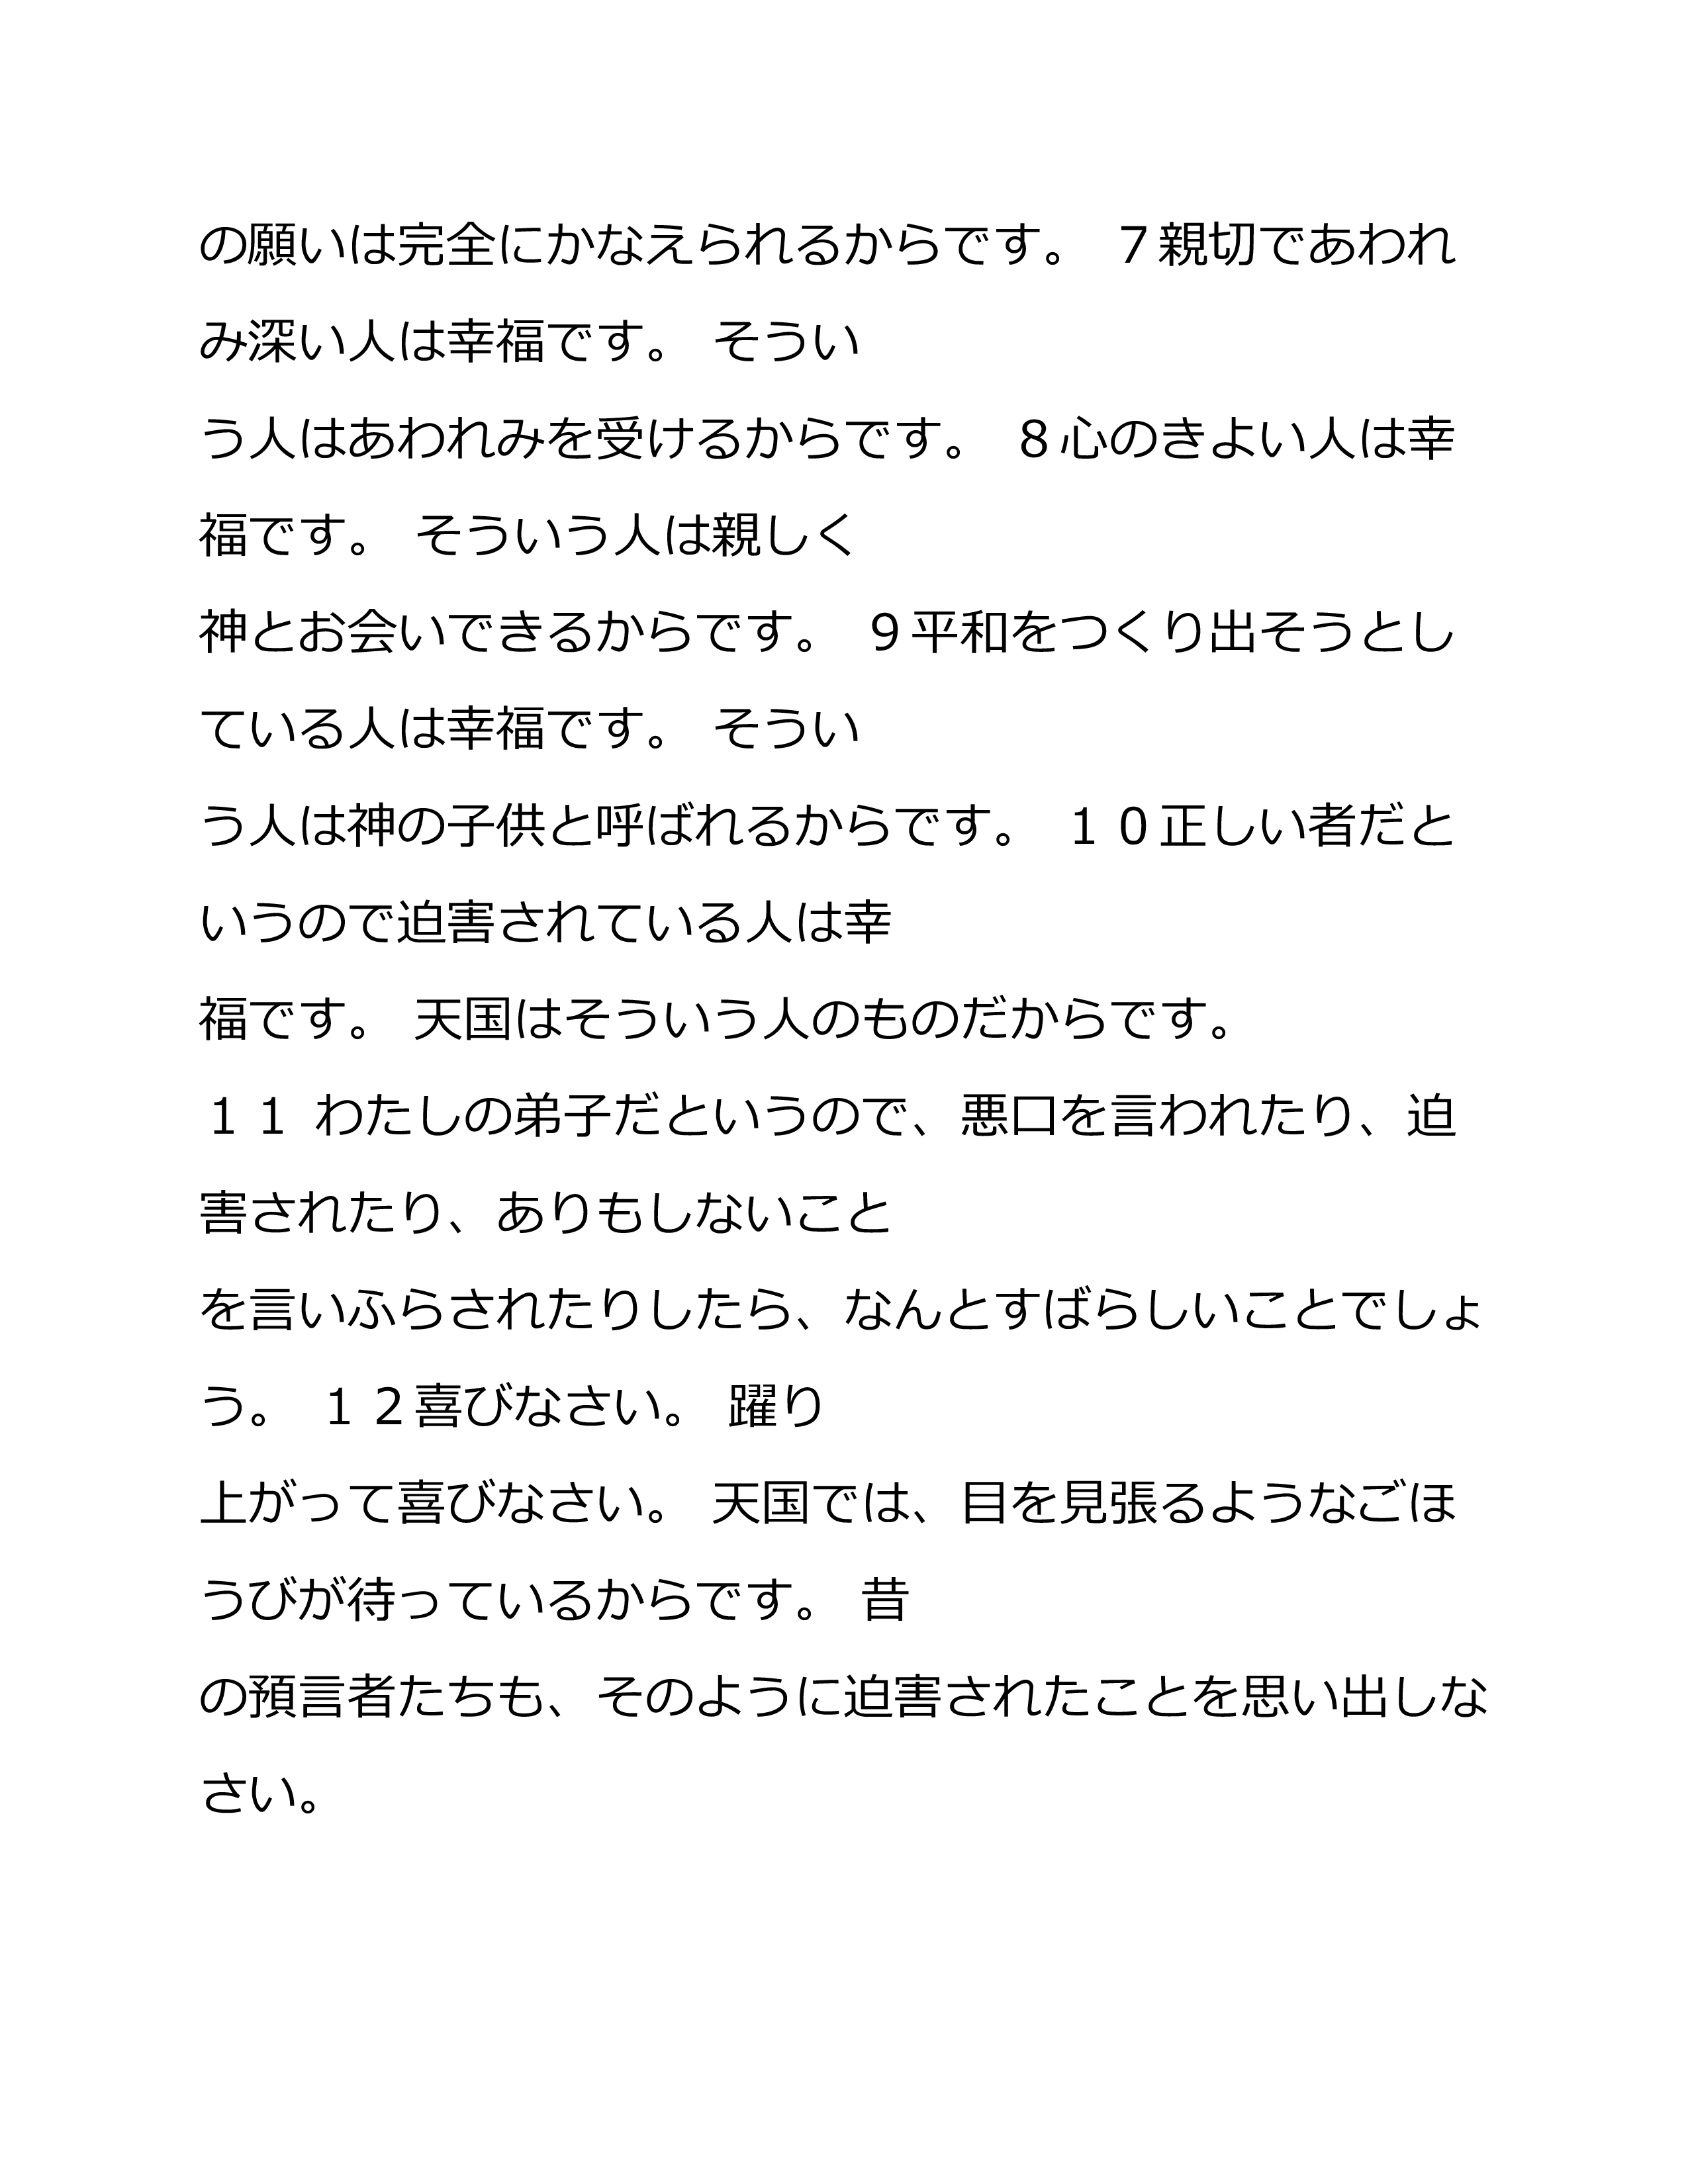 の願いは完全にかなえられるからです。 ７親切であわれ
み深い人は幸福です。 そうい
う人はあわれみを受けるからです。 ８心のきよい人は幸
福です。 そういう人は親しく
神とお会いできるからです。 ９平和をつくり出そうとし
ている人は幸福です。 そうい
う人は神の子供と呼ばれるからです。 １０正しい者だと
いうので迫害されている人は幸
福です。 天国はそういう人のものだからです。
１１ わたしの弟子だというので、悪口を言われたり、迫
害されたり、ありもしないこと
を言いふらされたりしたら、なんとすばらしいことでしょ
う。 １２喜びなさい。 躍り
上がって喜びなさい。 天国では、目を見張るようなごほ
うびが待っているからです。 昔
の預言者たちも、そのように迫害されたことを思い出しな
さい。